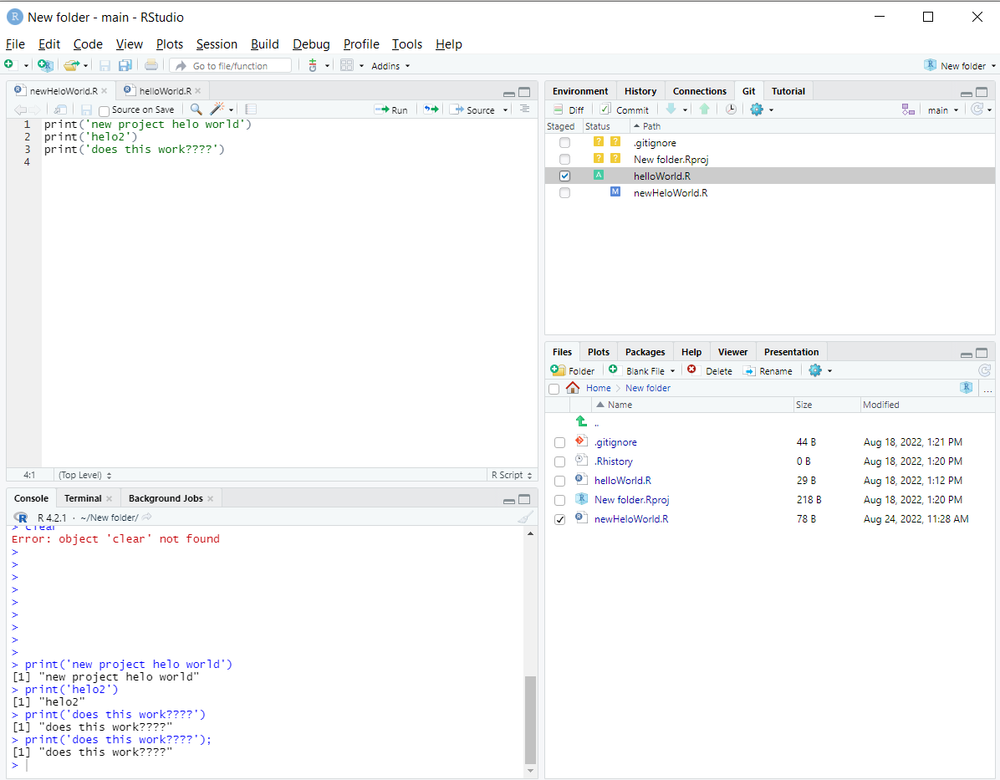 New folder - main - RStudio
File Edit Code View Plots Session Build Debug Profile Tools Help
Go to file/function Addins New folder
newHeloWorld.R helloWorld.R
Source on Save Run Source
1 print('new project helo world')
2 print('helo2')
3 print('does this work????')
4
4:1 (Top Level) R Script
Console Terminal Background Jobs
R 4.2.1 · ~/New folder/
> clear
Error: object 'clear' not found
>
>
>
>
>
>
>
>
>
> print('new project helo world')
[1] "new project helo world"
> print('helo2')
[1] "helo2"
> print('does this work????')
[1] "does this work????"
> print('does this work????');
[1] "does this work????"
>
Environment History Connections Git Tutorial
Diff Commit main
Staged Status Path
? ? .gitignore
? ? New folder.Rproj
A helloWorld.R
M newHeloWorld.R
Files Plots Packages Help Viewer Presentation
Folder Blank File Delete Rename
Home New folder ...
Name Size Modified
..
.gitignore 44 B Aug 18, 2022, 1:21 PM
.Rhistory 0 B Aug 18, 2022, 1:20 PM
helloWorld.R 29 B Aug 18, 2022, 1:12 PM
New folder.Rproj 218 B Aug 18, 2022, 1:20 PM
newHeloWorld.R 78 B Aug 24, 2022, 11:28 AM